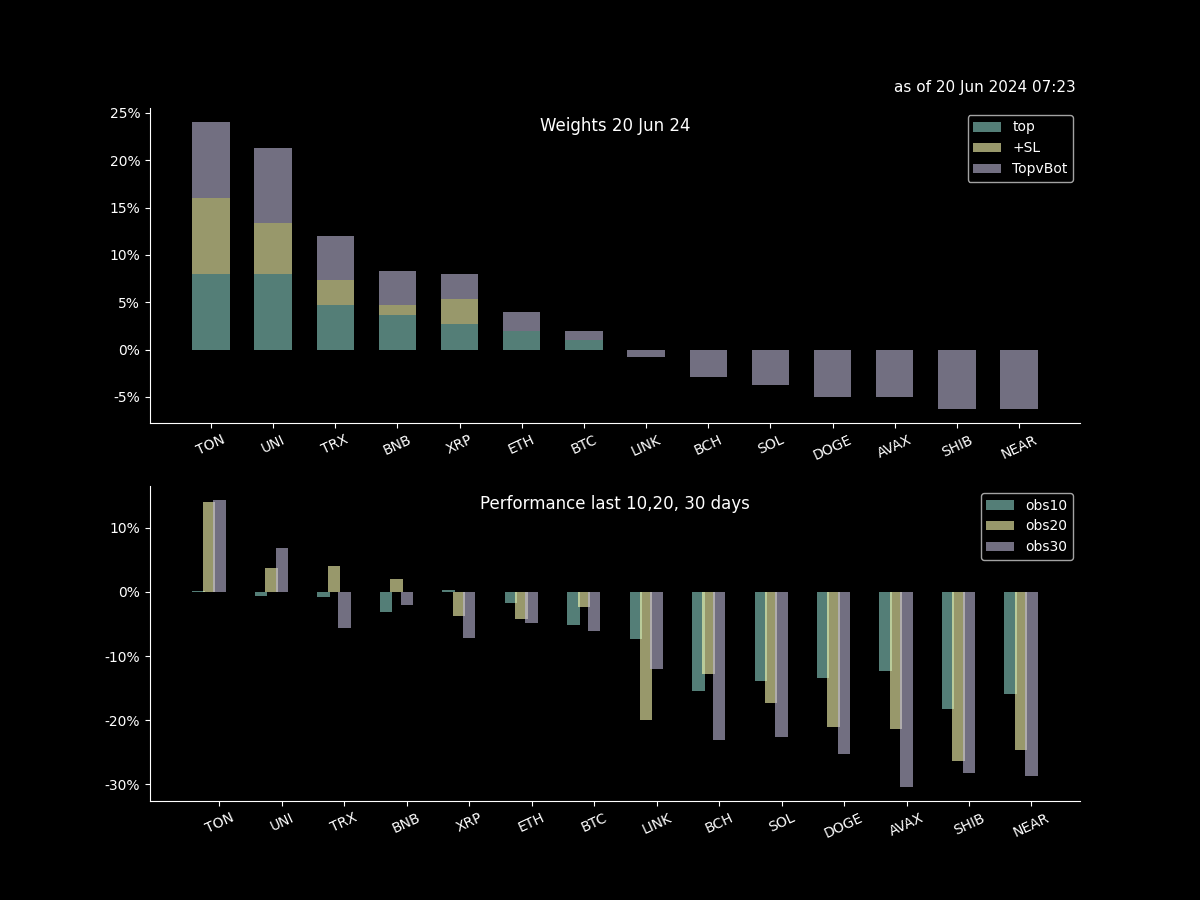 as of 20 Jun 2024 07:23
Weights 20 Jun 24
top
+SL
TopvBot
25%
20%
15%
10%
5%
0%
-5%
TON UNI TRX BNB XRP ETH BTC LINK BCH SOL DOGE AVAX SHIB NEAR
Performance last 10,20, 30 days
obs10
obs20
obs30
10%
0%
-10%
-20%
-30%
TON UNI TRX BNB XRP ETH BTC LINK BCH SOL DOGE AVAX SHIB NEAR